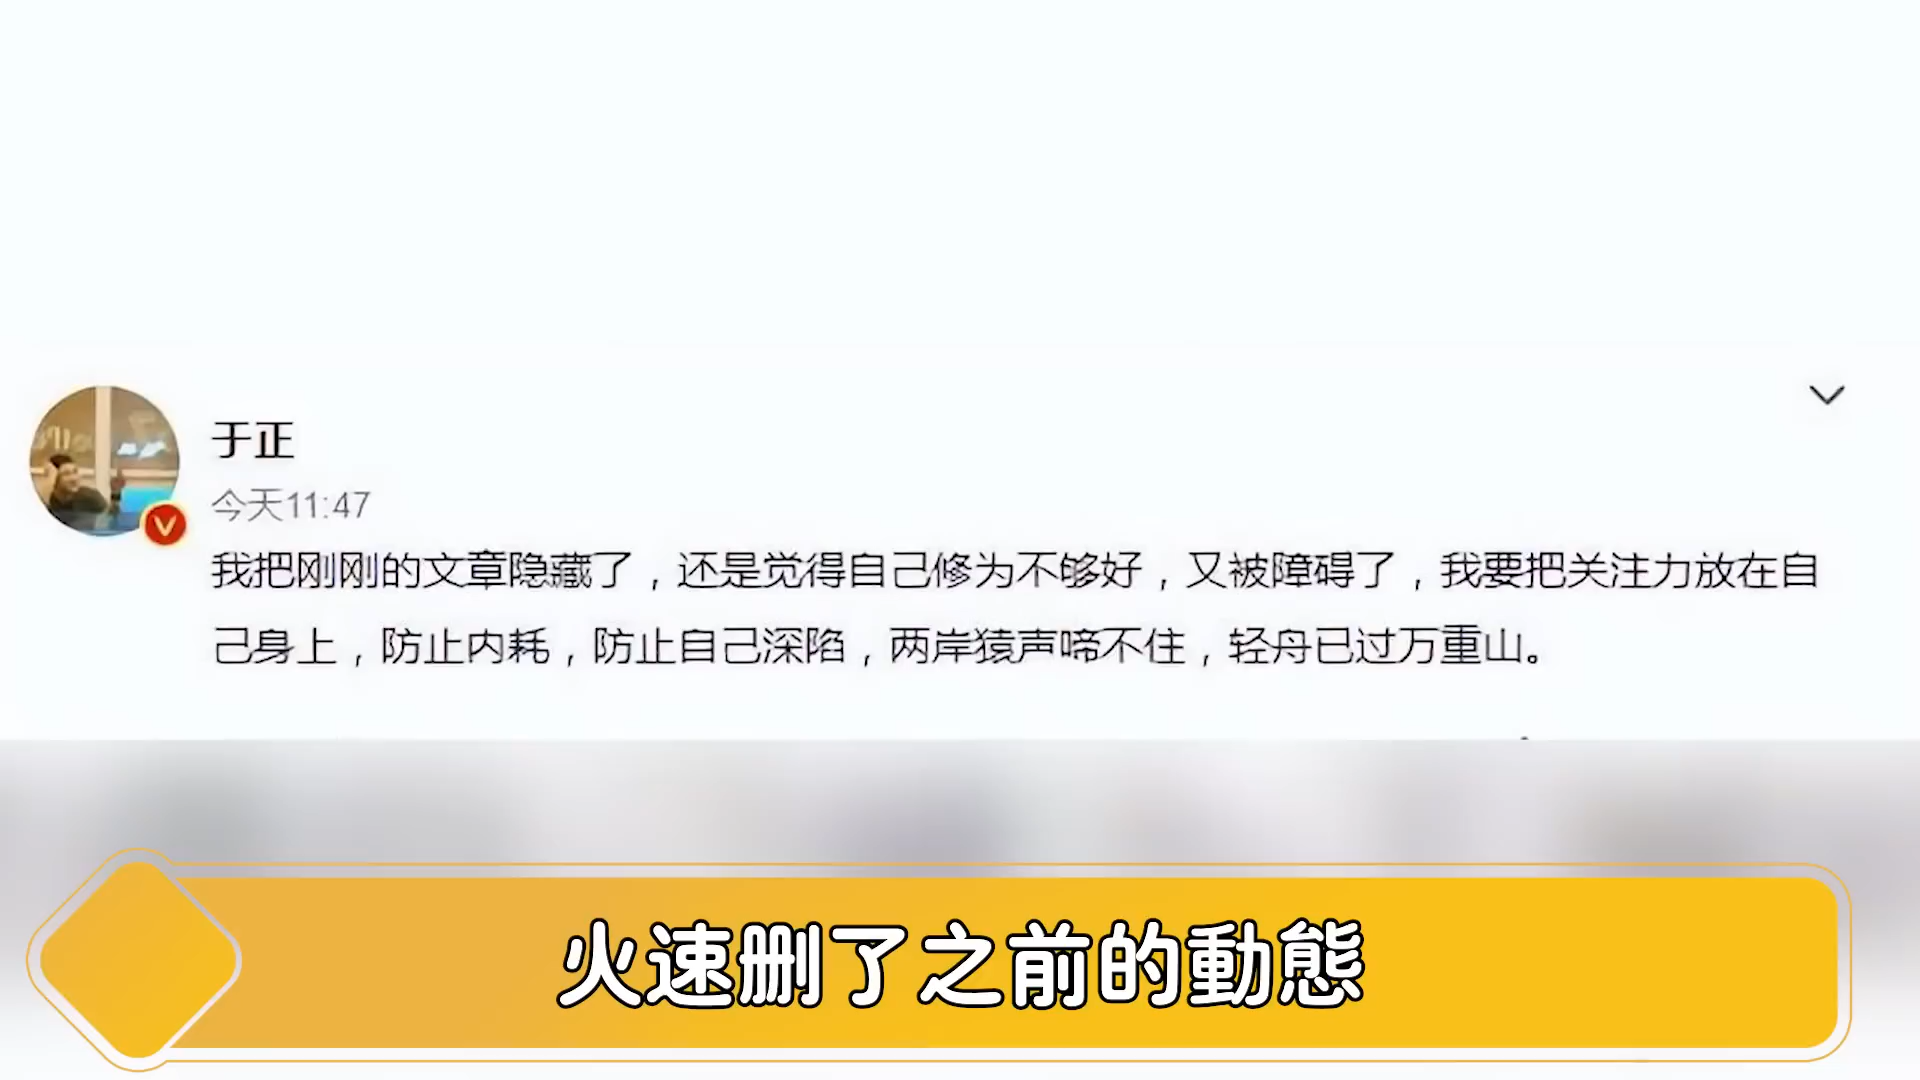 于正
今天11:47
我把刚刚的文章隐藏了，还是觉得自己修为不够好，又被障碍了，我要把关注力放在自
己身上，防止内耗，防止自己深陷，两岸猿声啼不住，轻舟已过万重山。
火速删了之前的動態